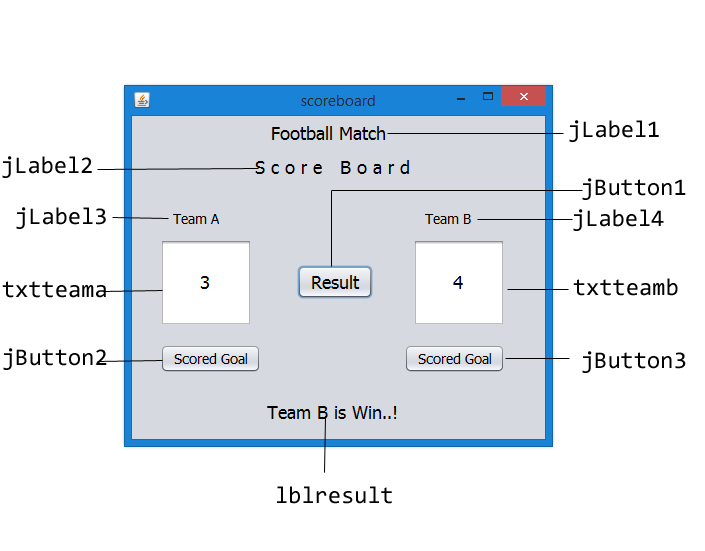 scoreboard
Football Match
jLabel1
jLabel2
Score Board
jButton1
jLabel3
Team A
Team B
jLabel4
txtteama
3
Result
4
txtteamb
jButton2
Scored Goal
Scored Goal
jButton3
Team B is Win..!
lblresult